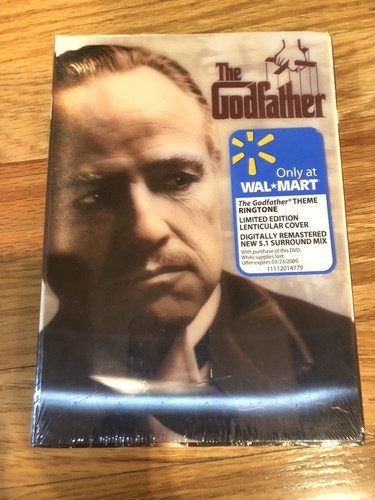 The
Godfather
Only at
WAL★MART
The Godfather® THEME
RINGTONE
LIMITED EDITION
LENTICULAR COVER
DIGITALLY REMASTERED
NEW 5.1 SURROUND MIX
With purchase of this DVD.
While supplies last.
Offer expires 03/23/2009.
11112014779